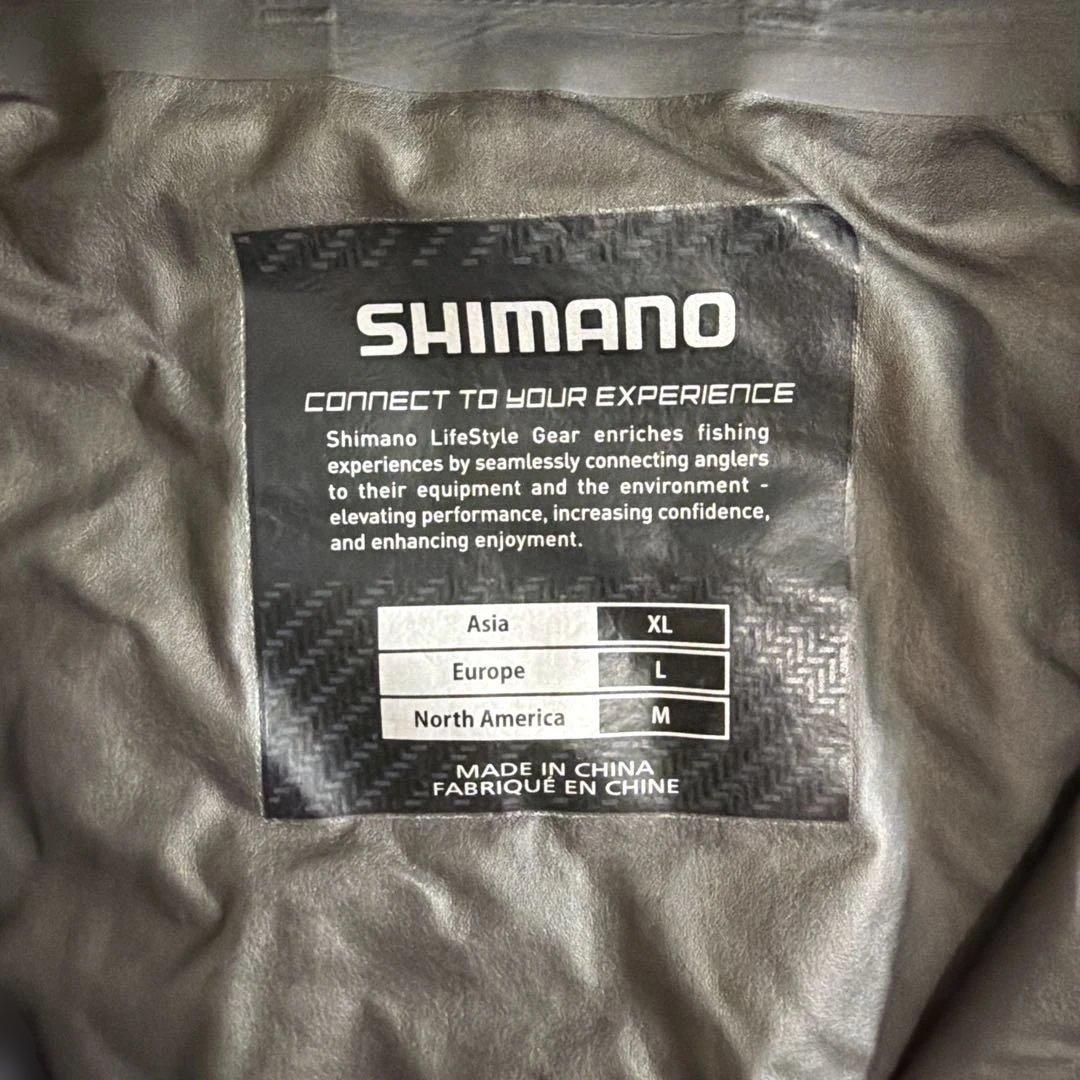 SHIMANO
CONNECT TO YOUR EXPERIENCE
Shimano LifeStyle Gear enriches fishing
experiences by seamlessly connecting anglers
to their equipment and the environment -
elevating performance, increasing confidence,
and enhancing enjoyment.
Asia XL
Europe L
North America M
MADE IN CHINA
FABRIQUÉ EN CHINE